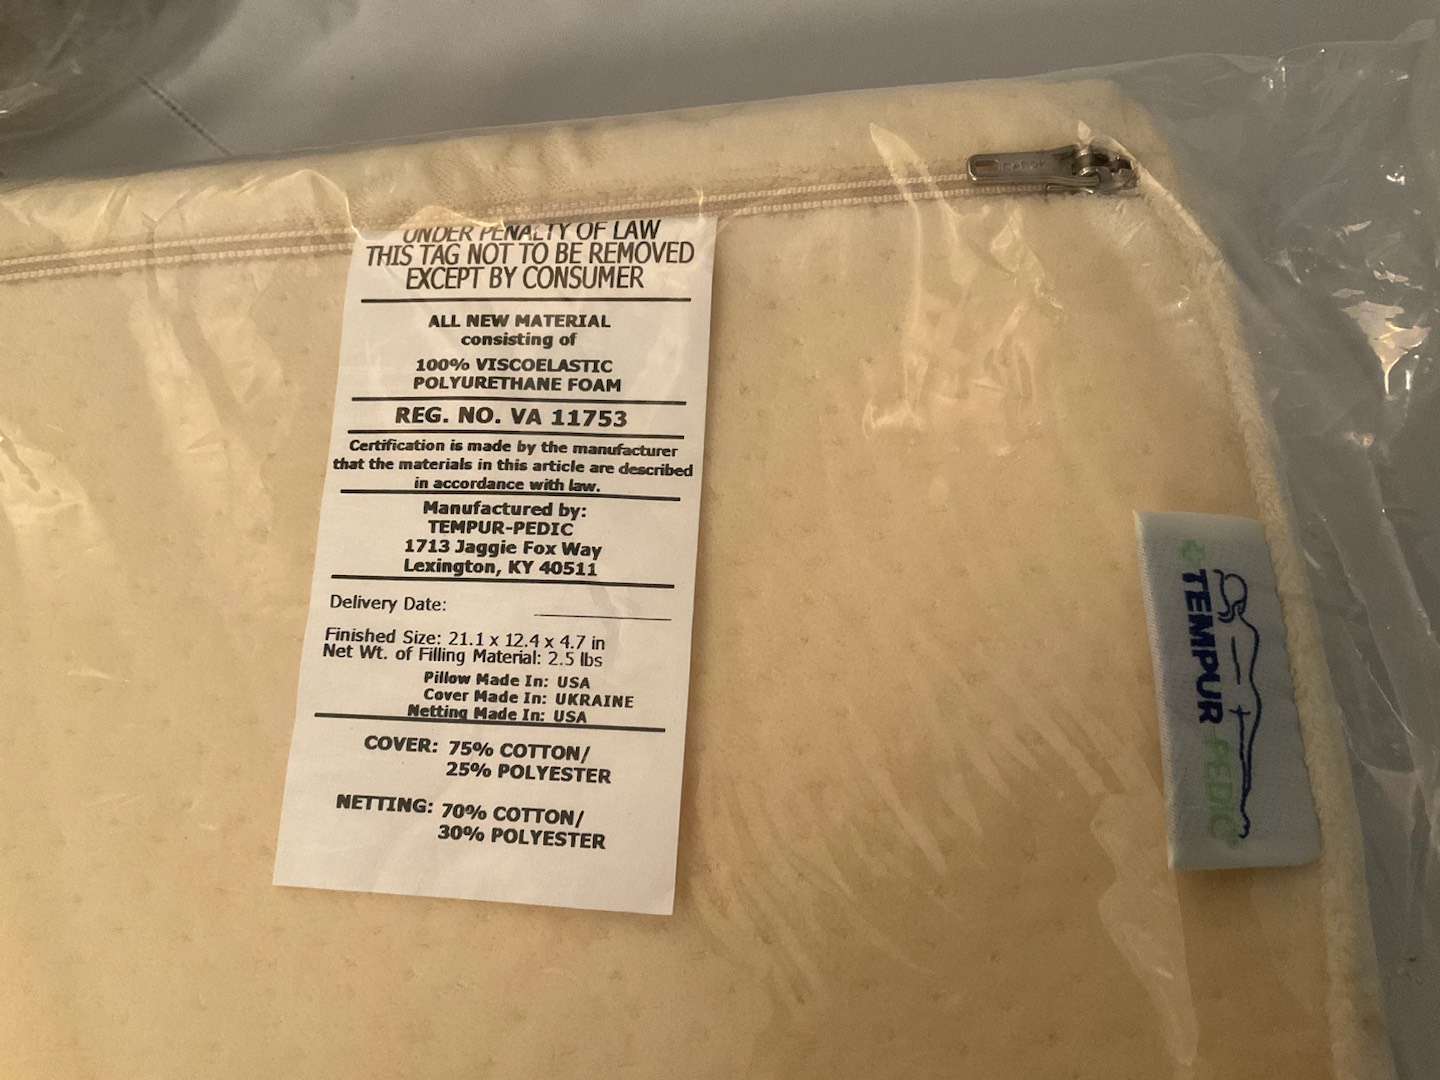 UNDER PENALTY OF LAW
THIS TAG NOT TO BE REMOVED
EXCEPT BY CONSUMER
ALL NEW MATERIAL
consisting of
100% VISCOELASTIC
POLYURETHANE FOAM
REG. NO. VA 11753
Certification is made by the manufacturer
that the materials in this article are described
in accordance with law.
Manufactured by:
TEMPUR-PEDIC
1713 Jaggie Fox Way
Lexington, KY 40511
Delivery Date:
Finished Size: 21.1 x 12.4 x 4.7 in
Net Wt. of Filling Material: 2.5 lbs
Pillow Made In: USA
Cover Made In: UKRAINE
Netting Made In: USA
COVER: 75% COTTON/
25% POLYESTER
NETTING: 70% COTTON/
30% POLYESTER
TEMPUR-PEDIC